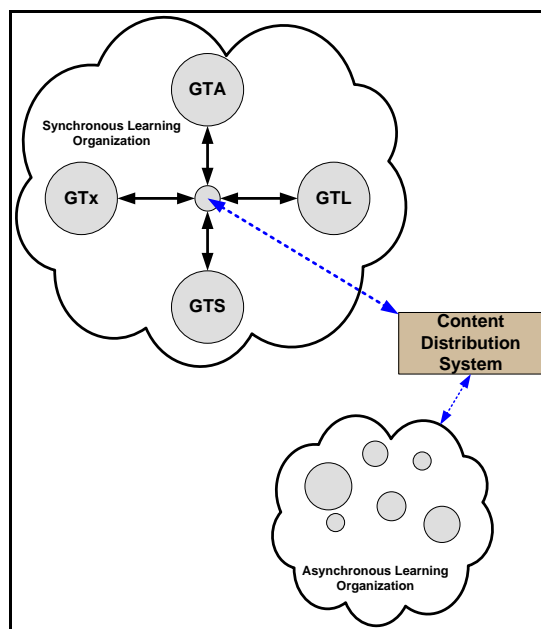 GTA
Synchronous Learning
Organization
GTx
GTL
GTS
Content
Distribution
System
Asynchronous Learning
Organization